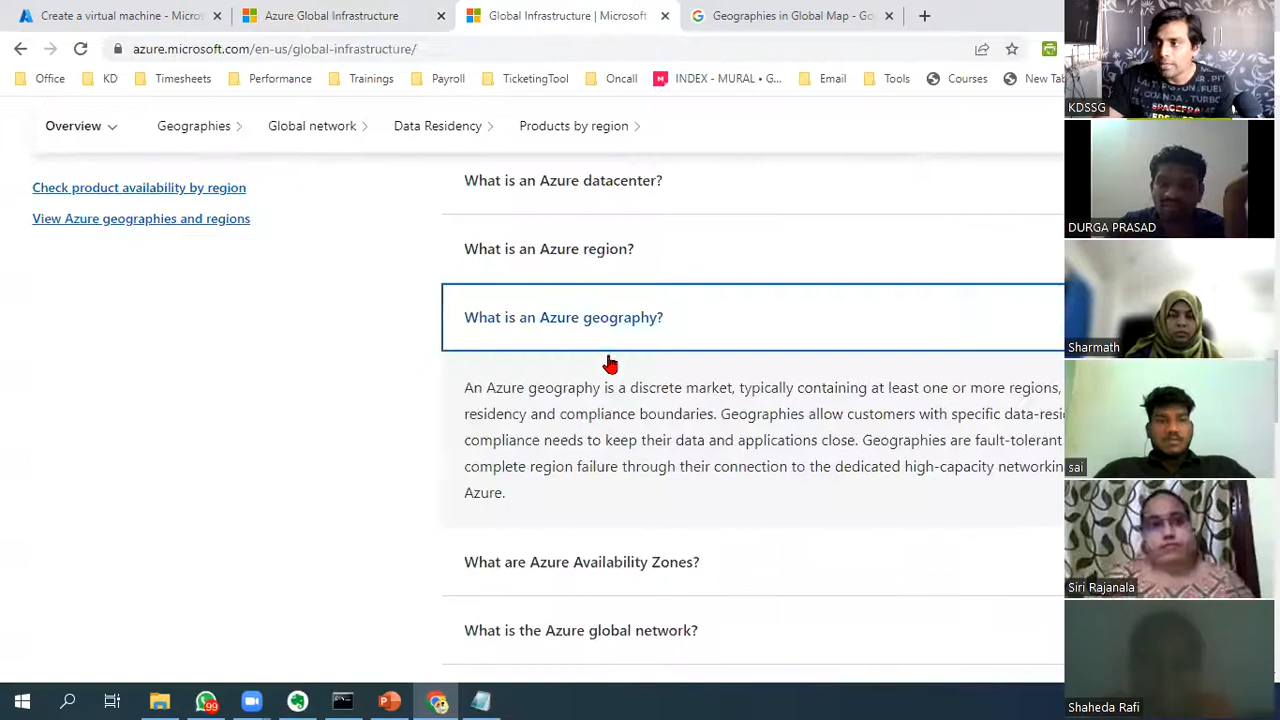 Create a virtual machine - Micros
Azure Global Infrastructure
Global Infrastructure | Microsoft
Geographies in Global Map - Go
azure.microsoft.com/en-us/global-infrastructure/
Office
KD
Timesheets
Performance
Trainings
Payroll
TicketingTool
Oncall
INDEX - MURAL • G...
Email
Tools
Courses
New Tab
Overview
Geographies
Global network
Data Residency
Products by region
Check product availability by region
View Azure geographies and regions
What is an Azure datacenter?
What is an Azure region?
What is an Azure geography?
An Azure geography is a discrete market, typically containing at least one or more regions,
residency and compliance boundaries. Geographies allow customers with specific data-resi
compliance needs to keep their data and applications close. Geographies are fault-tolerant
complete region failure through their connection to the dedicated high-capacity networkin
Azure.
What are Azure Availability Zones?
What is the Azure global network?
99
KDSSG
DURGA PRASAD
Sharmath
sai
Siri Rajanala
Shaheda Rafi